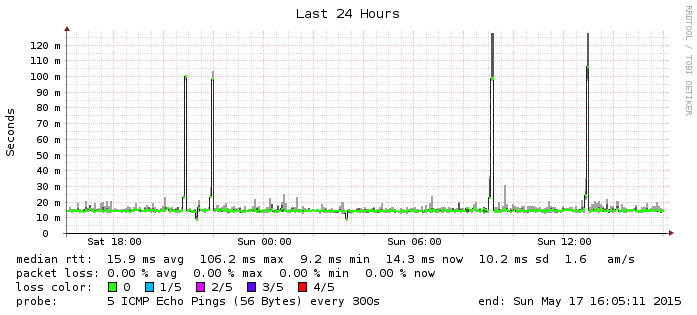 Last 24 Hours
RRDTOOL / TOBI OETIKER
Seconds
120 m
110 m
100 m
90 m
80 m
70 m
60 m
50 m
40 m
30 m
20 m
10 m
0
Sat 18:00 Sun 00:00 Sun 06:00 Sun 12:00
median rtt: 15.9 ms avg 106.2 ms max 9.2 ms min 14.3 ms now 10.2 ms sd 1.6 am/s
packet loss: 0.00 % avg 0.00 % max 0.00 % min 0.00 % now
loss color: 0 1/5 2/5 3/5 4/5
probe: 5 ICMP Echo Pings (56 Bytes) every 300s end: Sun May 17 16:05:11 2015